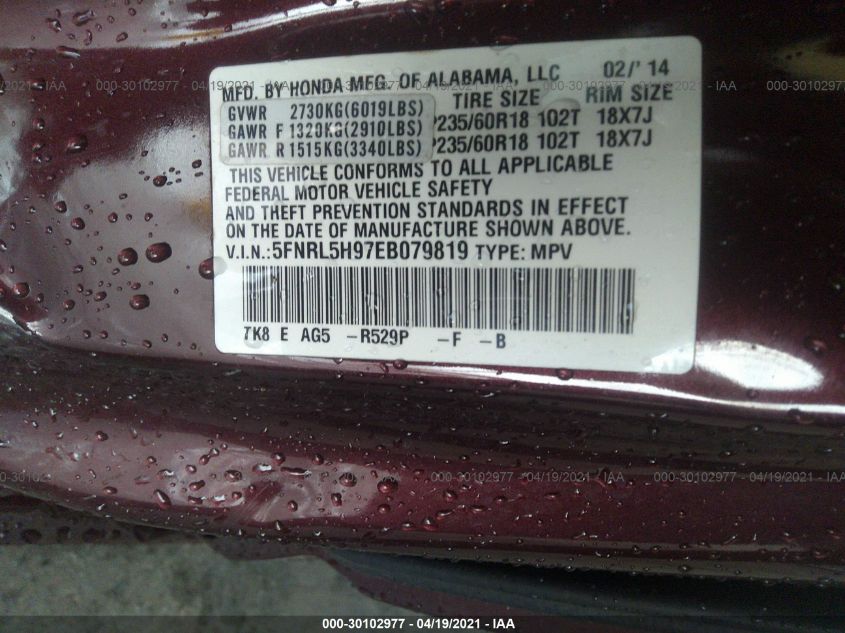 MFD. BY HONDA MFG. OF ALABAMA, LLC 02/'14
TIRE SIZE RIM SIZE
GVWR 2730KG(6019LBS)
GAWR F 1320KG(2910LBS) P235/60R18 102T 18X7J
GAWR R 1515KG(3340LBS) P235/60R18 102T 18X7J
THIS VEHICLE CONFORMS TO ALL APPLICABLE
FEDERAL MOTOR VEHICLE SAFETY
AND THEFT PREVENTION STANDARDS IN EFFECT
ON THE DATE OF MANUFACTURE SHOWN ABOVE.
V.I.N.: 5FNRL5H97EB079819 TYPE: MPV
TK8 E AG5 -R529P -F -B
000-30102977 - 04/19/2021 - IAA